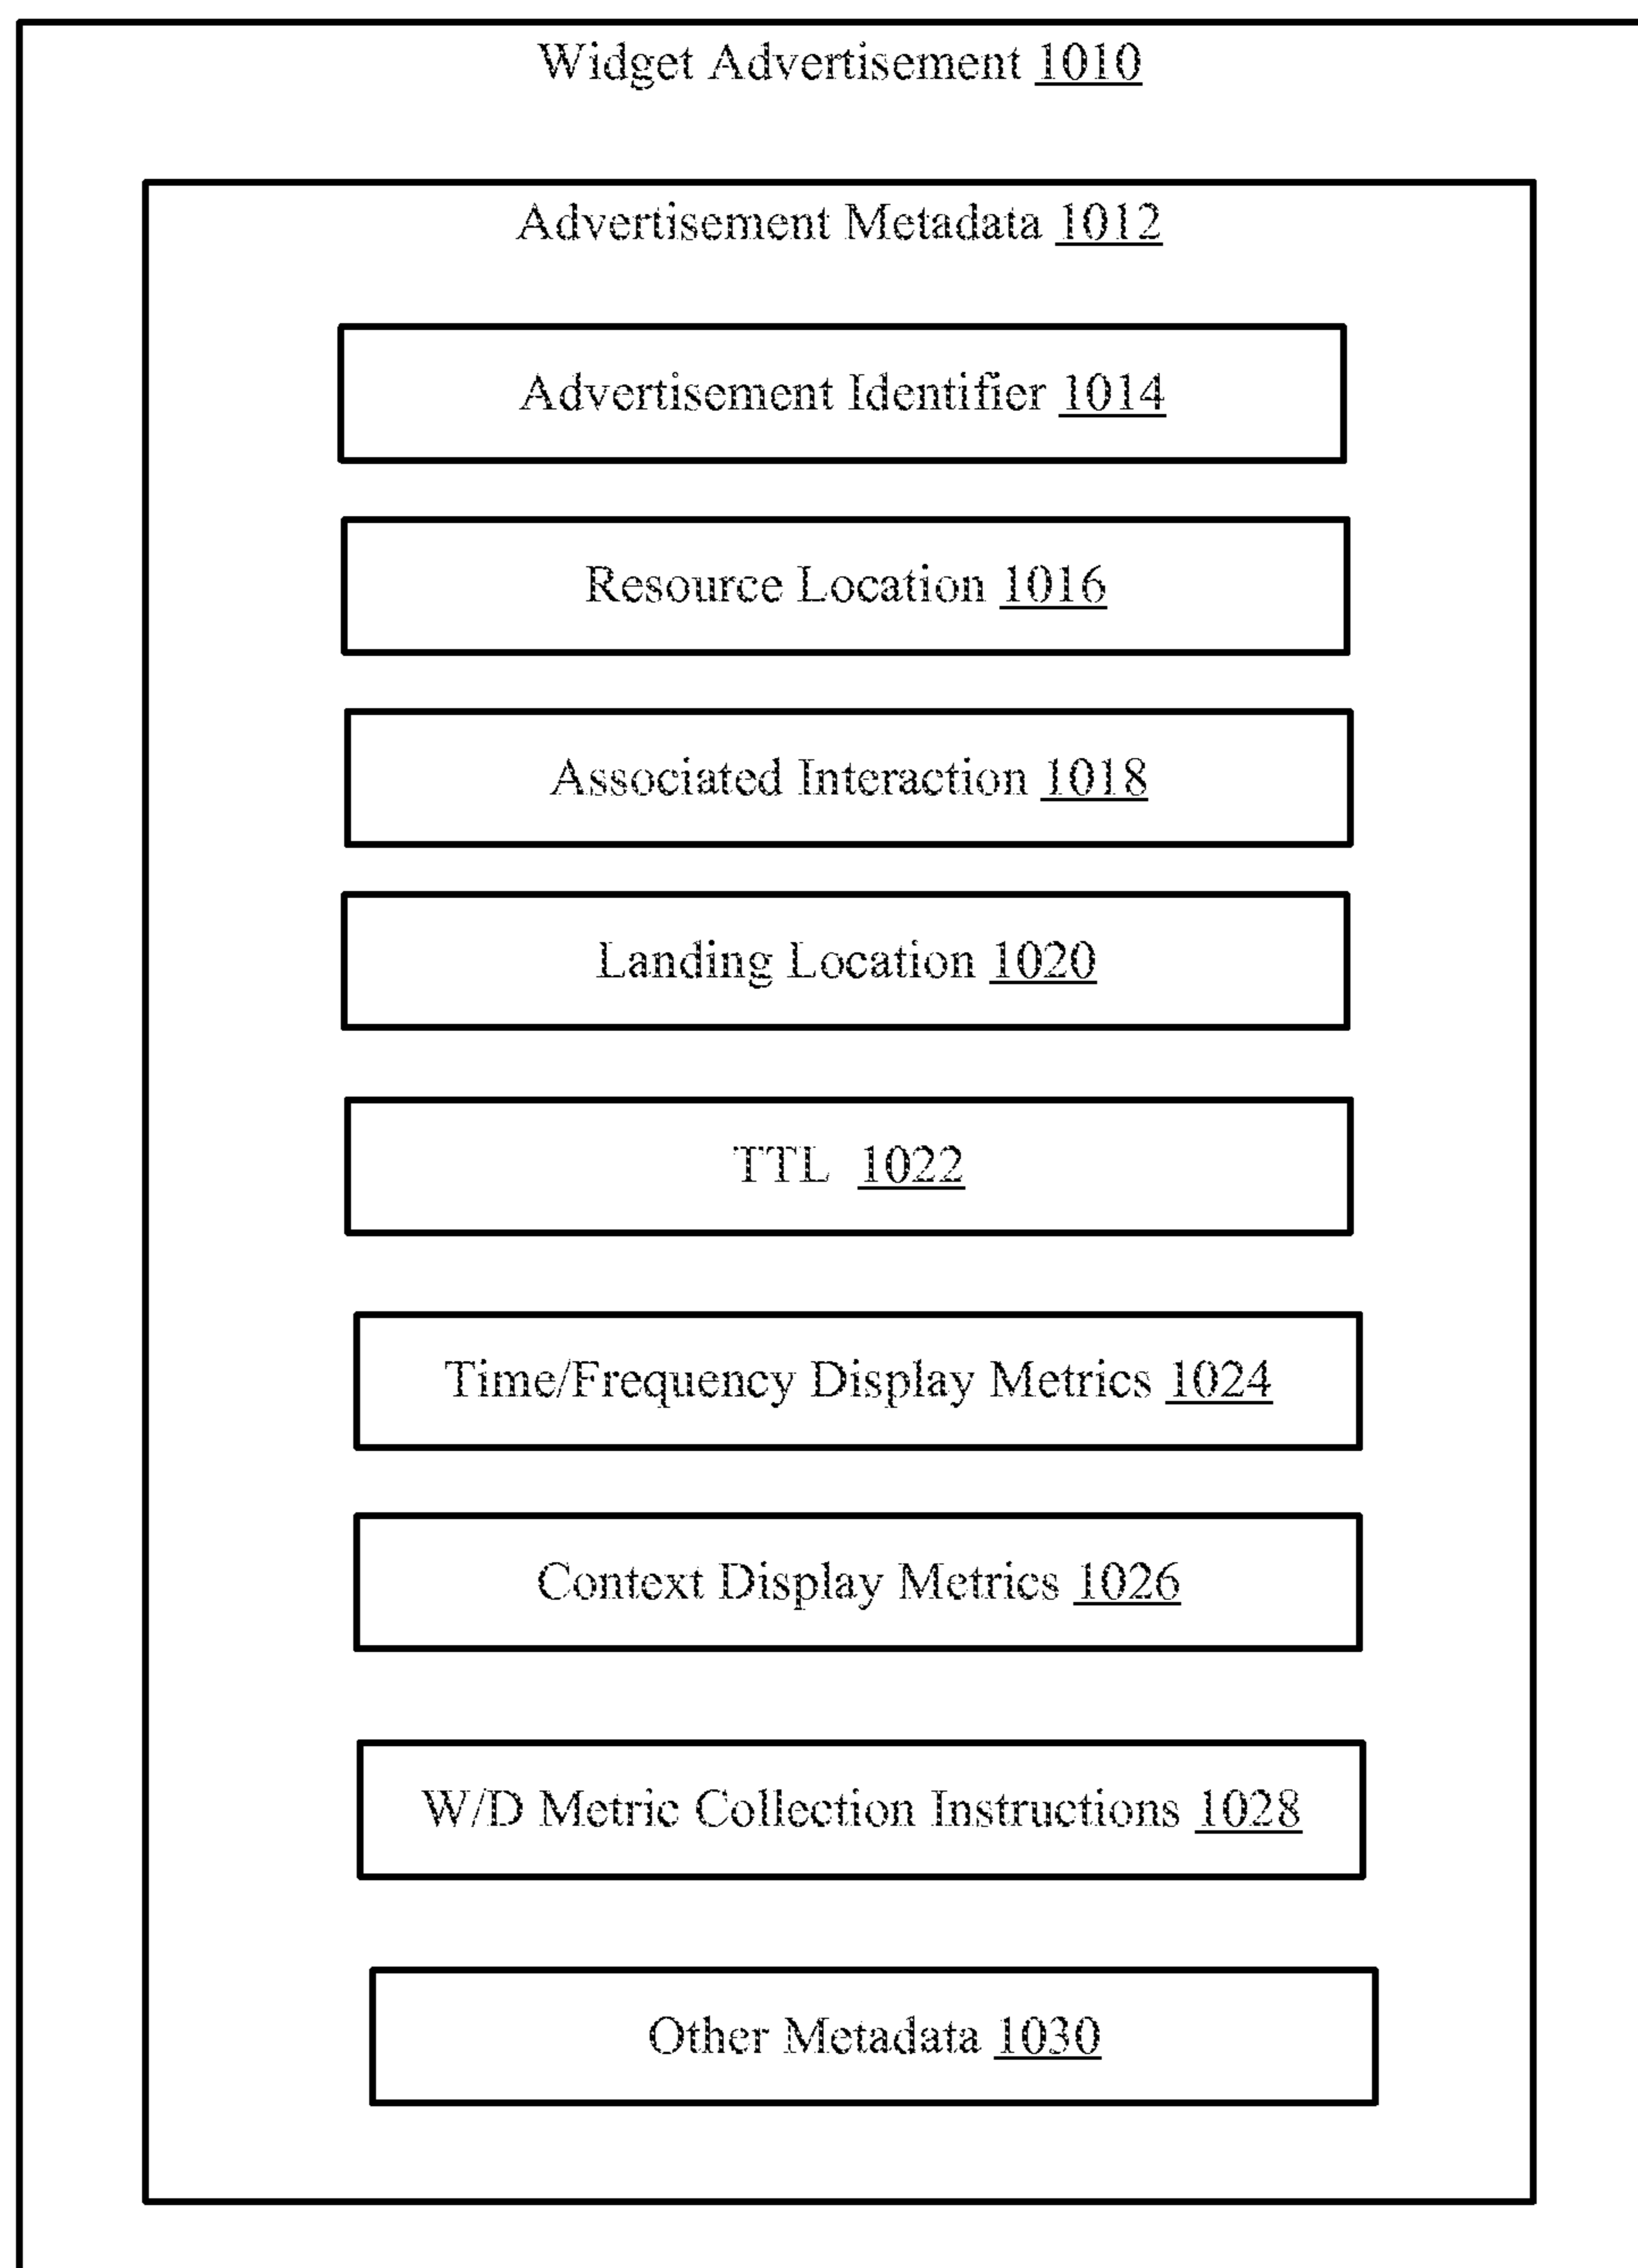 Widget Advertisement 1010
Advertisement Metadata 1012
Advertisement Identifier 1014
Resource Location 1016
Associated Interaction 1018
Landing Location 1020
TTL 1022
Time/Frequency Display Metrics 1024
Context Display Metrics 1026
W/D Metric Collection Instructions 1028
Other Metadata 1030